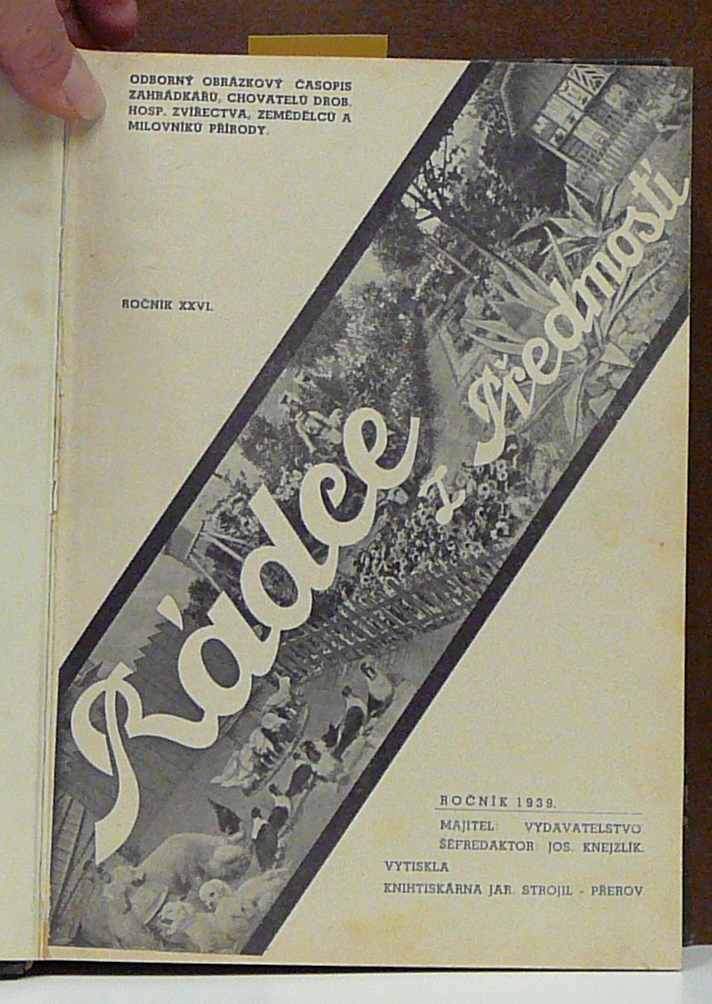 ODBORNÝ OBRÁZKOVÝ ČASOPIS
ZAHRÁDKÁŘŮ, CHOVATELŮ DROB.
HOSP. ZVÍŘECTVA, ZEMĚDĚLCŮ A
MILOVNÍKŮ PŘÍRODY.
ROČNÍK XXVI.
Rádce
z Předmostí
ROČNÍK 1939.
MAJITEL: VYDAVATELSTVO
ŠÉFREDAKTOR: JOS. KNEJZLÍK.
VYTISKLA
KNIHTISKÁRNA JAR. STROJIL - PŘEROV